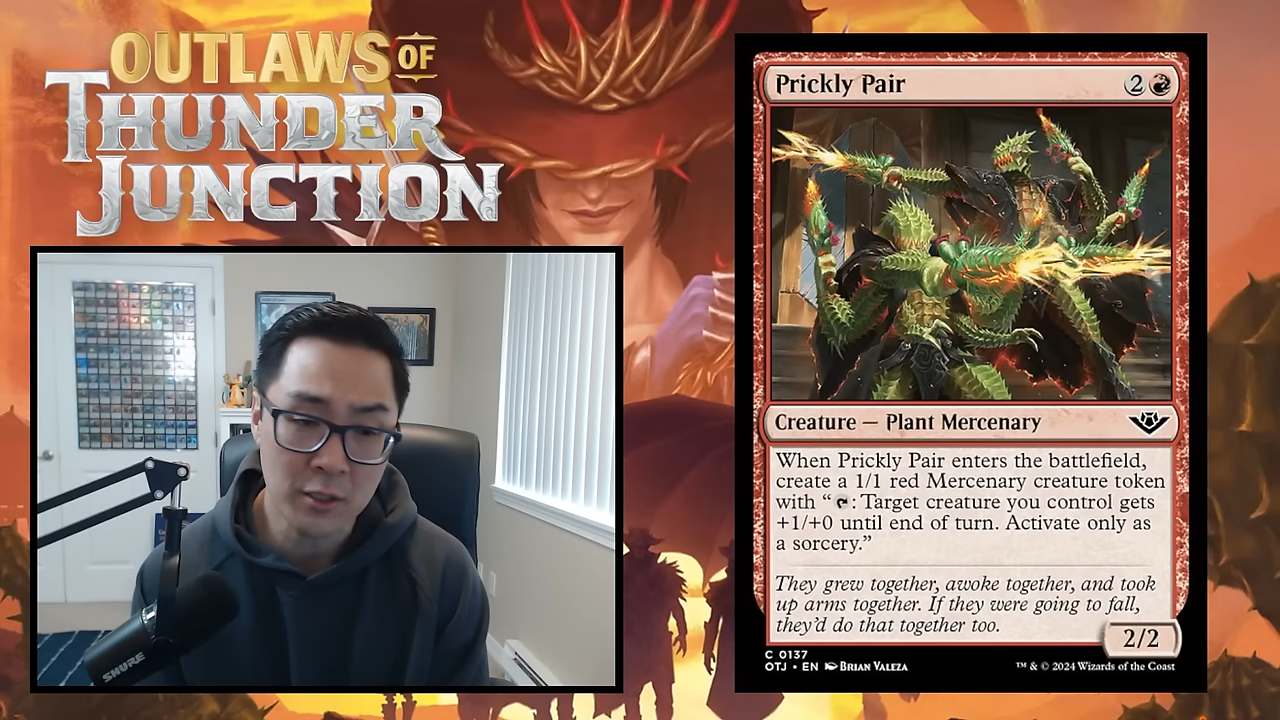 OUTLAWS OF
THUNDER
JUNCTION
Prickly Pair
2
Creature — Plant Mercenary
When Prickly Pair enters the battlefield,
create a 1/1 red Mercenary creature token
with “ : Target creature you control gets
+1/+0 until end of turn. Activate only as
a sorcery.”
They grew together, awoke together, and took
up arms together. If they were going to fall,
they’d do that together too.
2/2
C 0137
OTJ • EN Brian Valeza
™ & © 2024 Wizards of the Coast
SHURE